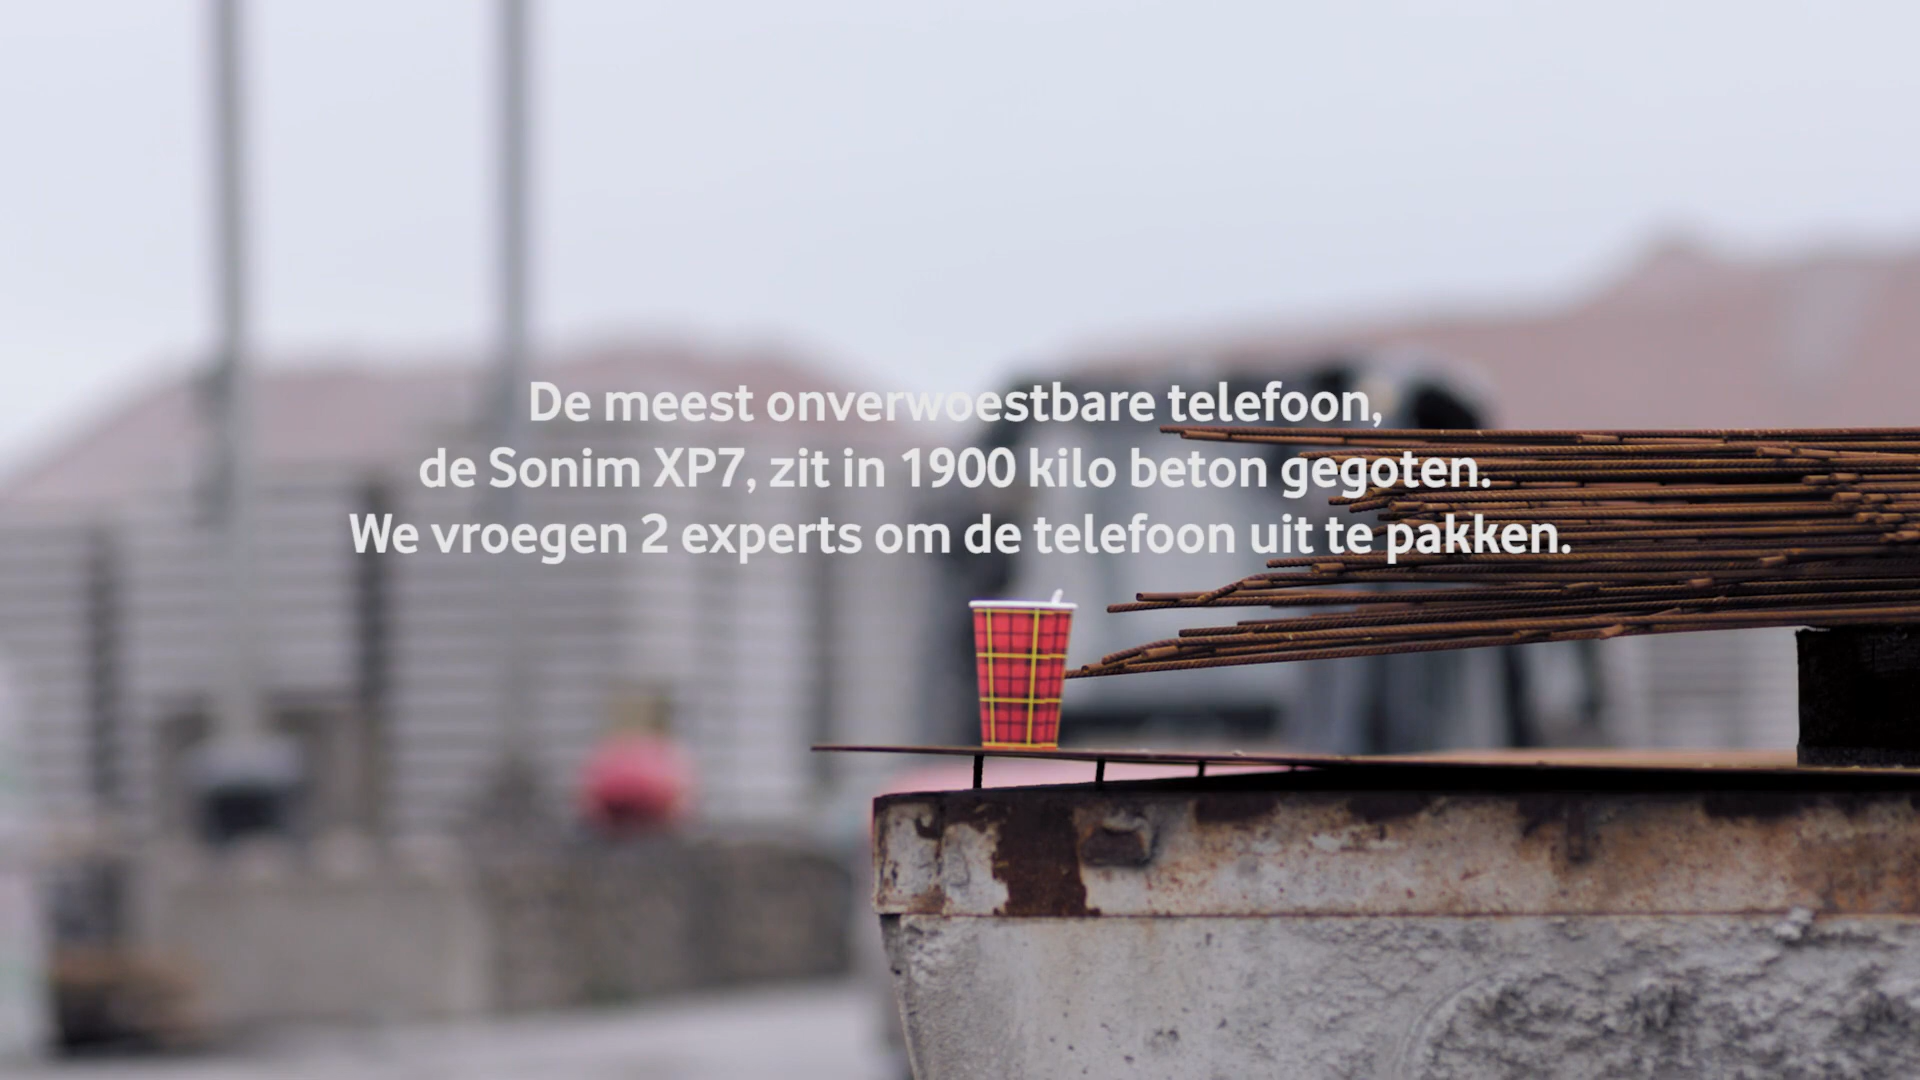 De meest onverwoestbare telefoon,
de Sonim XP7, zit in 1900 kilo beton gegoten.
We vroegen 2 experts om de telefoon uit te pakken.